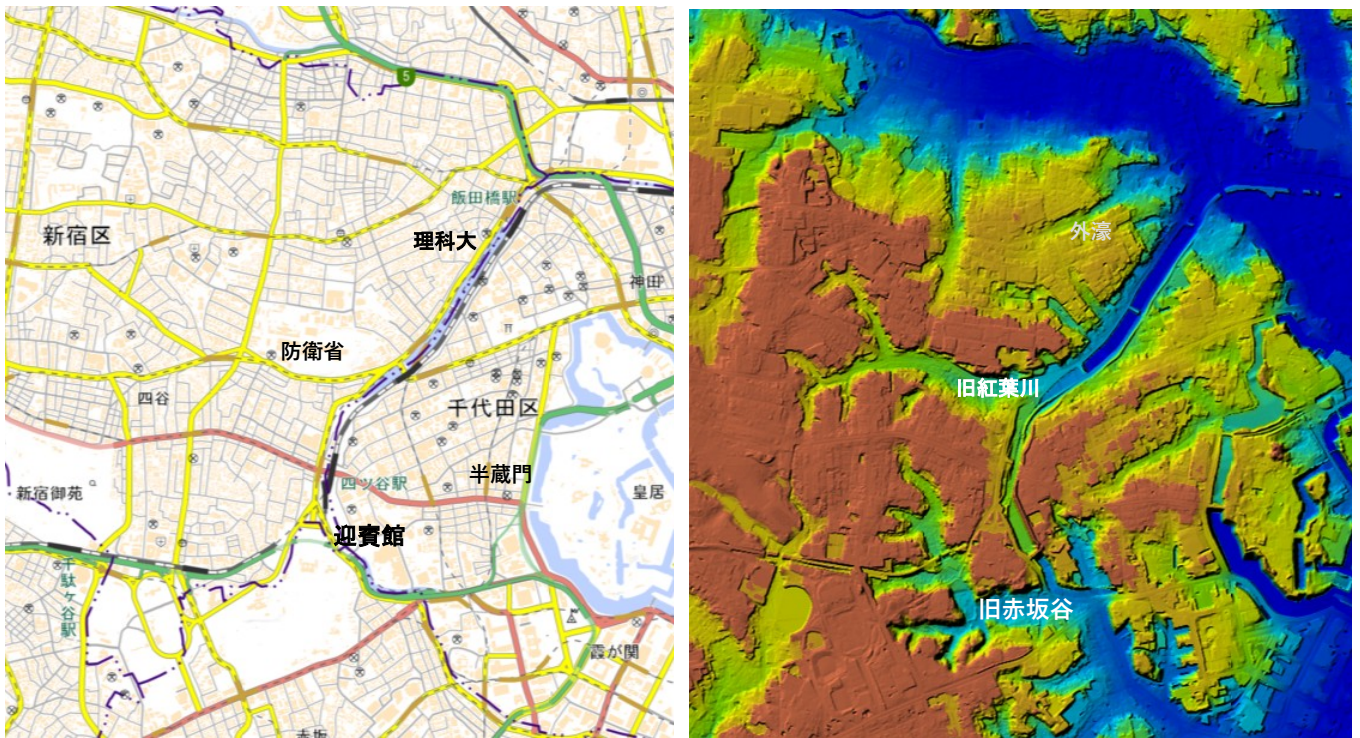 5
飯田橋駅
理科大
新宿区
神田
防衛省
四谷
千代田区
半蔵門
四ツ谷駅
新宿御苑
皇居
迎賓館
千駄ケ谷駅
霞が関
赤坂
外濠
旧紅葉川
旧赤坂谷